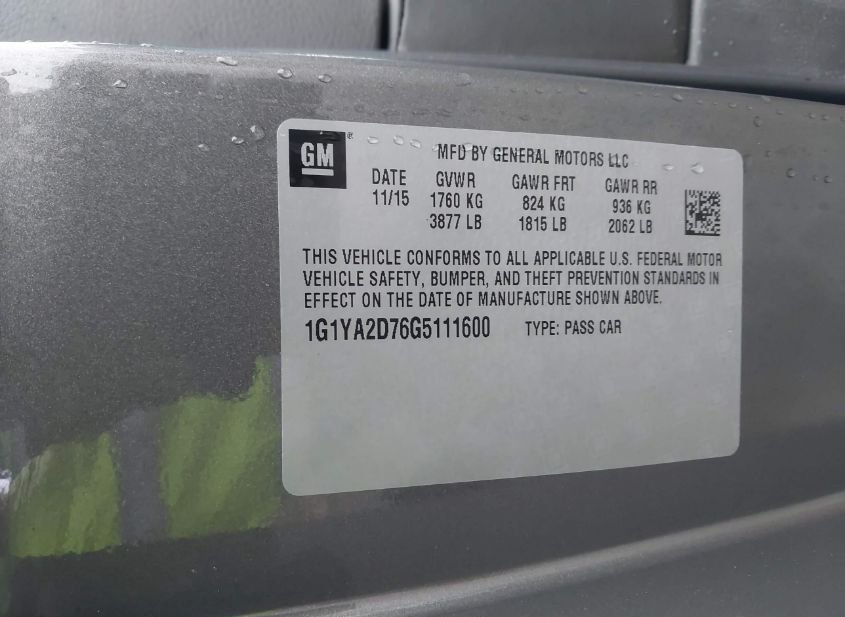 GM®
MFD BY GENERAL MOTORS LLC
DATE GVWR GAWR FRT GAWR RR
11/15 1760 KG 824 KG 936 KG
3877 LB 1815 LB 2062 LB
THIS VEHICLE CONFORMS TO ALL APPLICABLE U.S. FEDERAL MOTOR
VEHICLE SAFETY, BUMPER, AND THEFT PREVENTION STANDARDS IN
EFFECT ON THE DATE OF MANUFACTURE SHOWN ABOVE.
1G1YA2D76G5111600 TYPE: PASS CAR